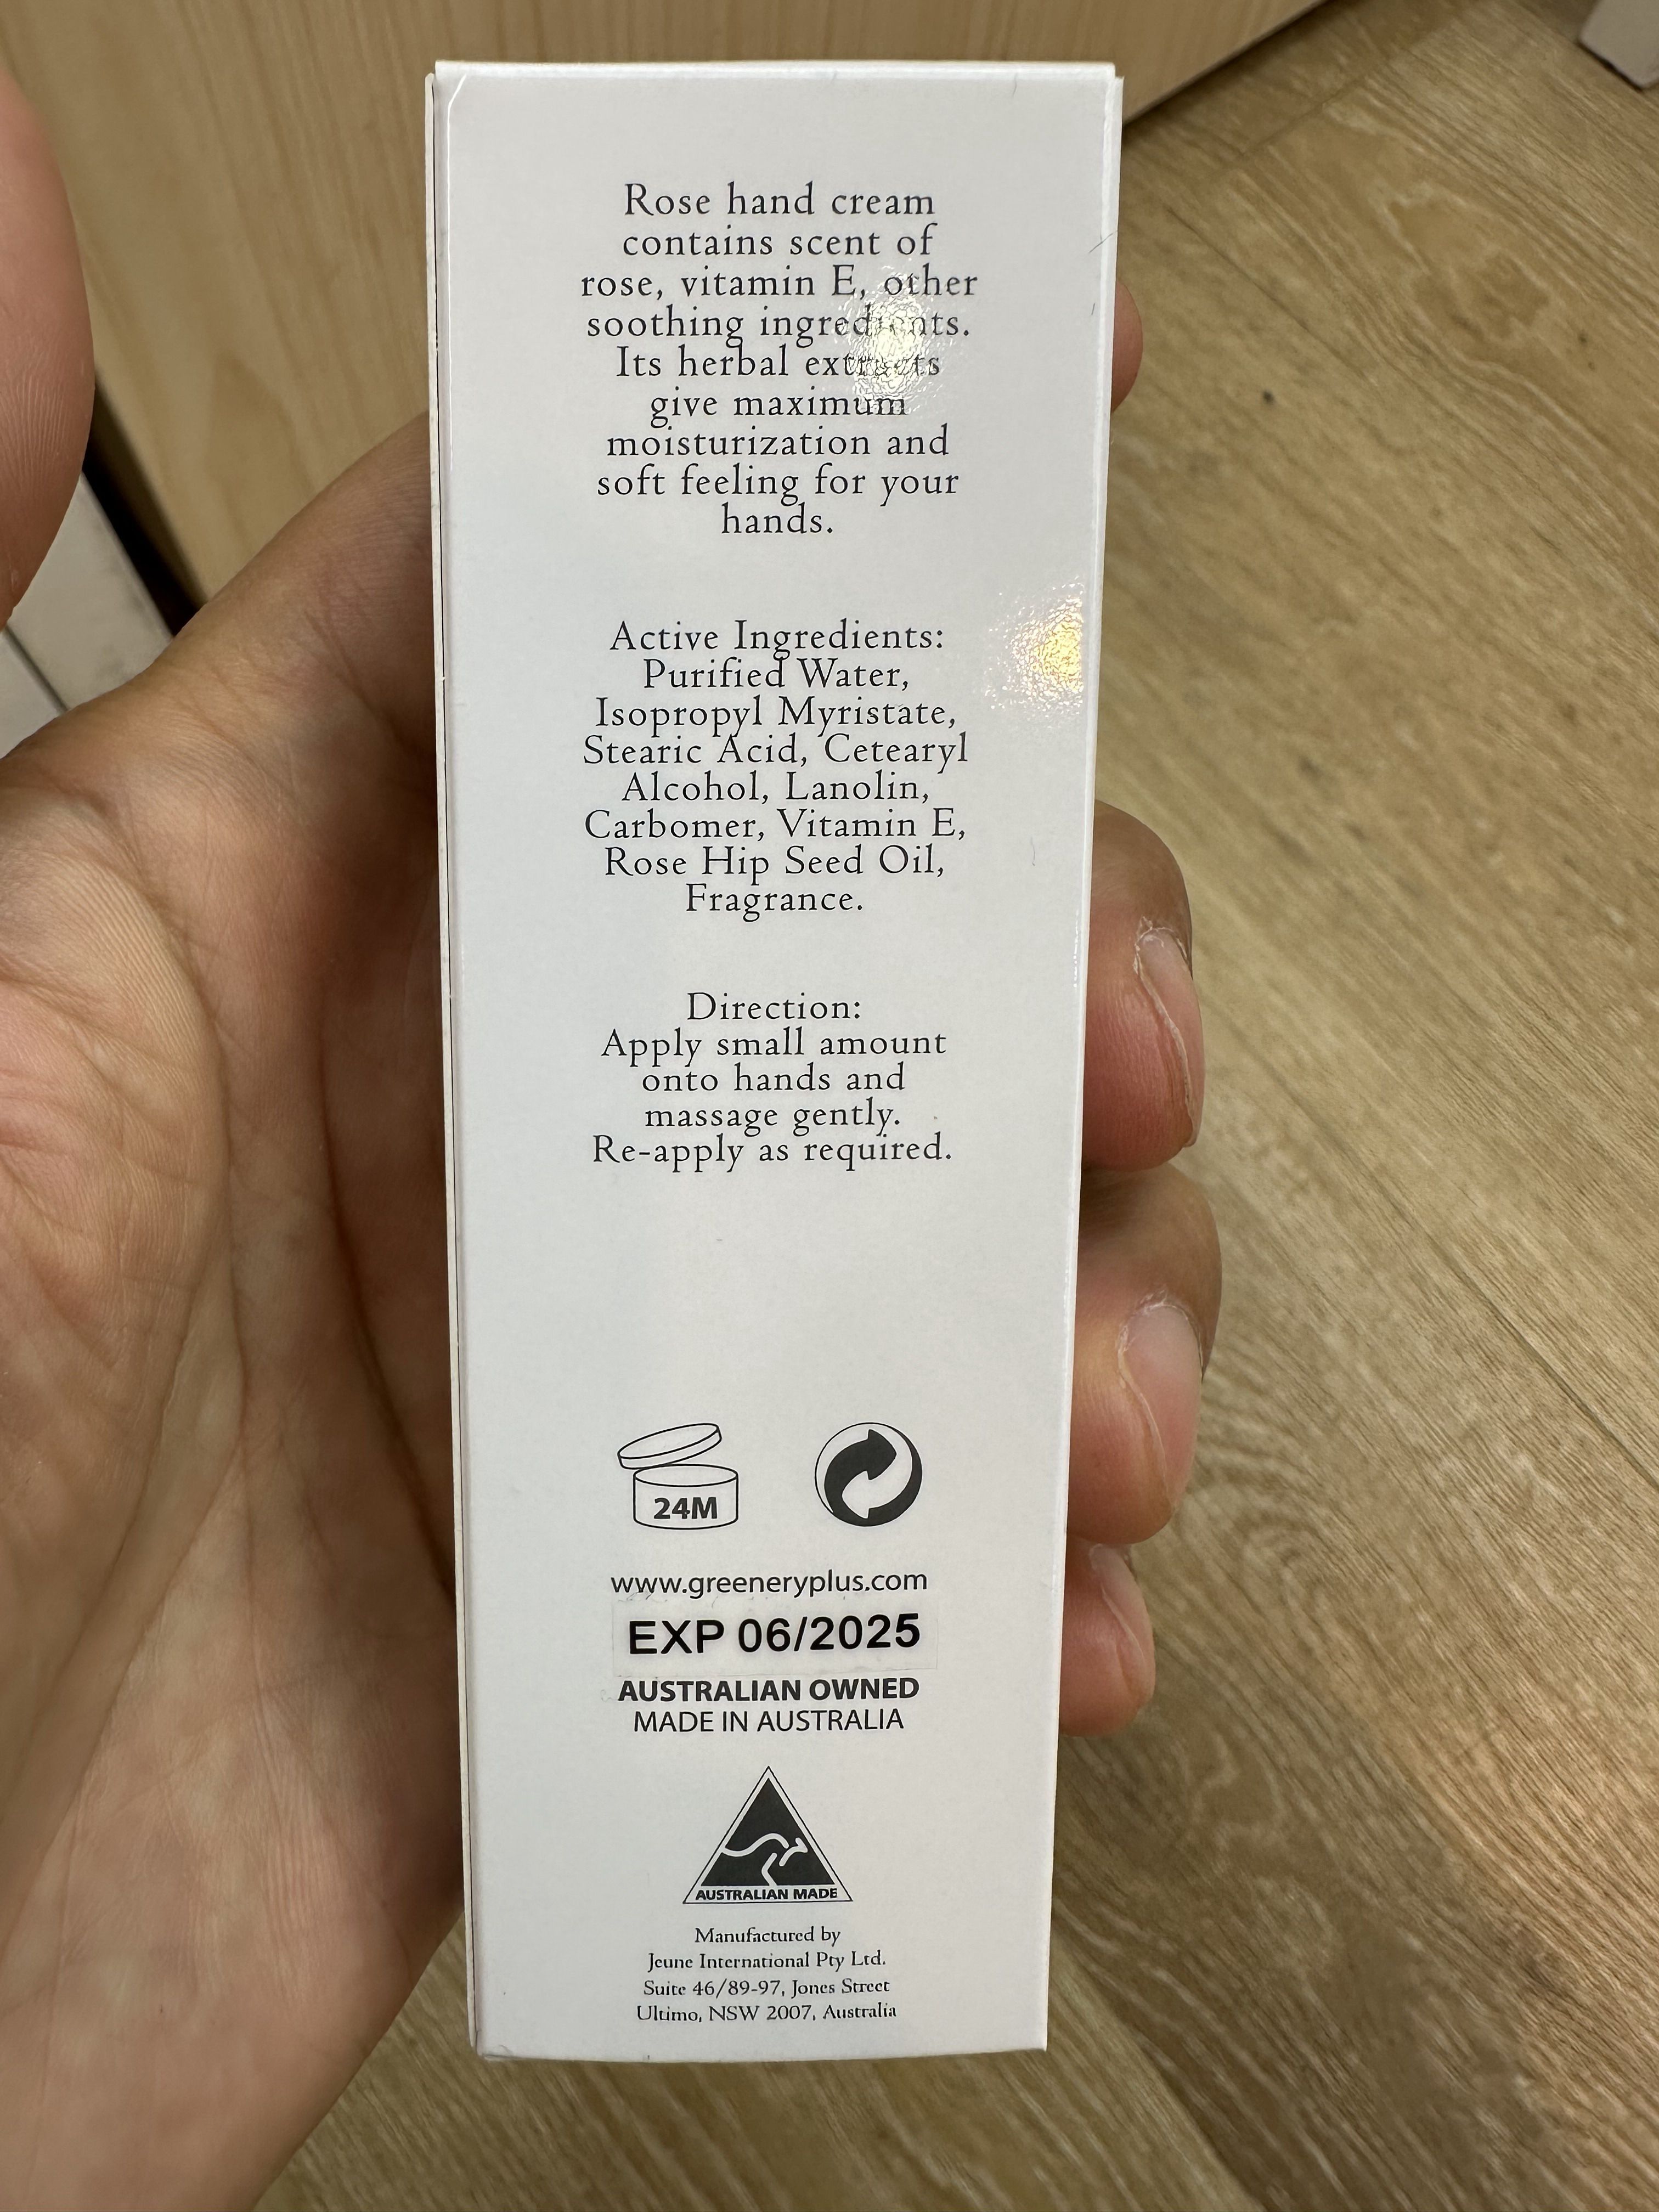 Rose hand cream
contains scent of
rose, vitamin E, other
soothing ingredients.
Its herbal extracts
give maximum
moisturization and
soft feeling for your
hands.
Active Ingredients:
Purified Water,
Isopropyl Myristate,
Stearic Acid, Cetearyl
Alcohol, Lanolin,
Carbomer, Vitamin E,
Rose Hip Seed Oil,
Fragrance.
Direction:
Apply small amount
onto hands and
massage gently.
Re-apply as required.
24M
www.greeneryplus.com
EXP 06/2025
AUSTRALIAN OWNED
MADE IN AUSTRALIA
AUSTRALIAN MADE
Manufactured by
Jeune International Pty Ltd.
Suite 46/89-97, Jones Street
Ultimo, NSW 2007, Australia